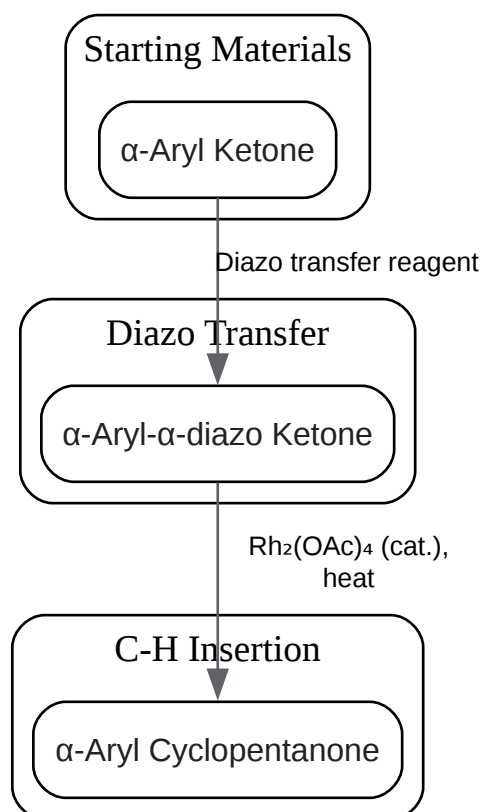 Starting Materials
α-Aryl Ketone
Diazo transfer reagent
Diazo Transfer
α-Aryl-α-diazo Ketone
Rh₂(OAc)₄ (cat.),
heat
C-H Insertion
α-Aryl Cyclopentanone